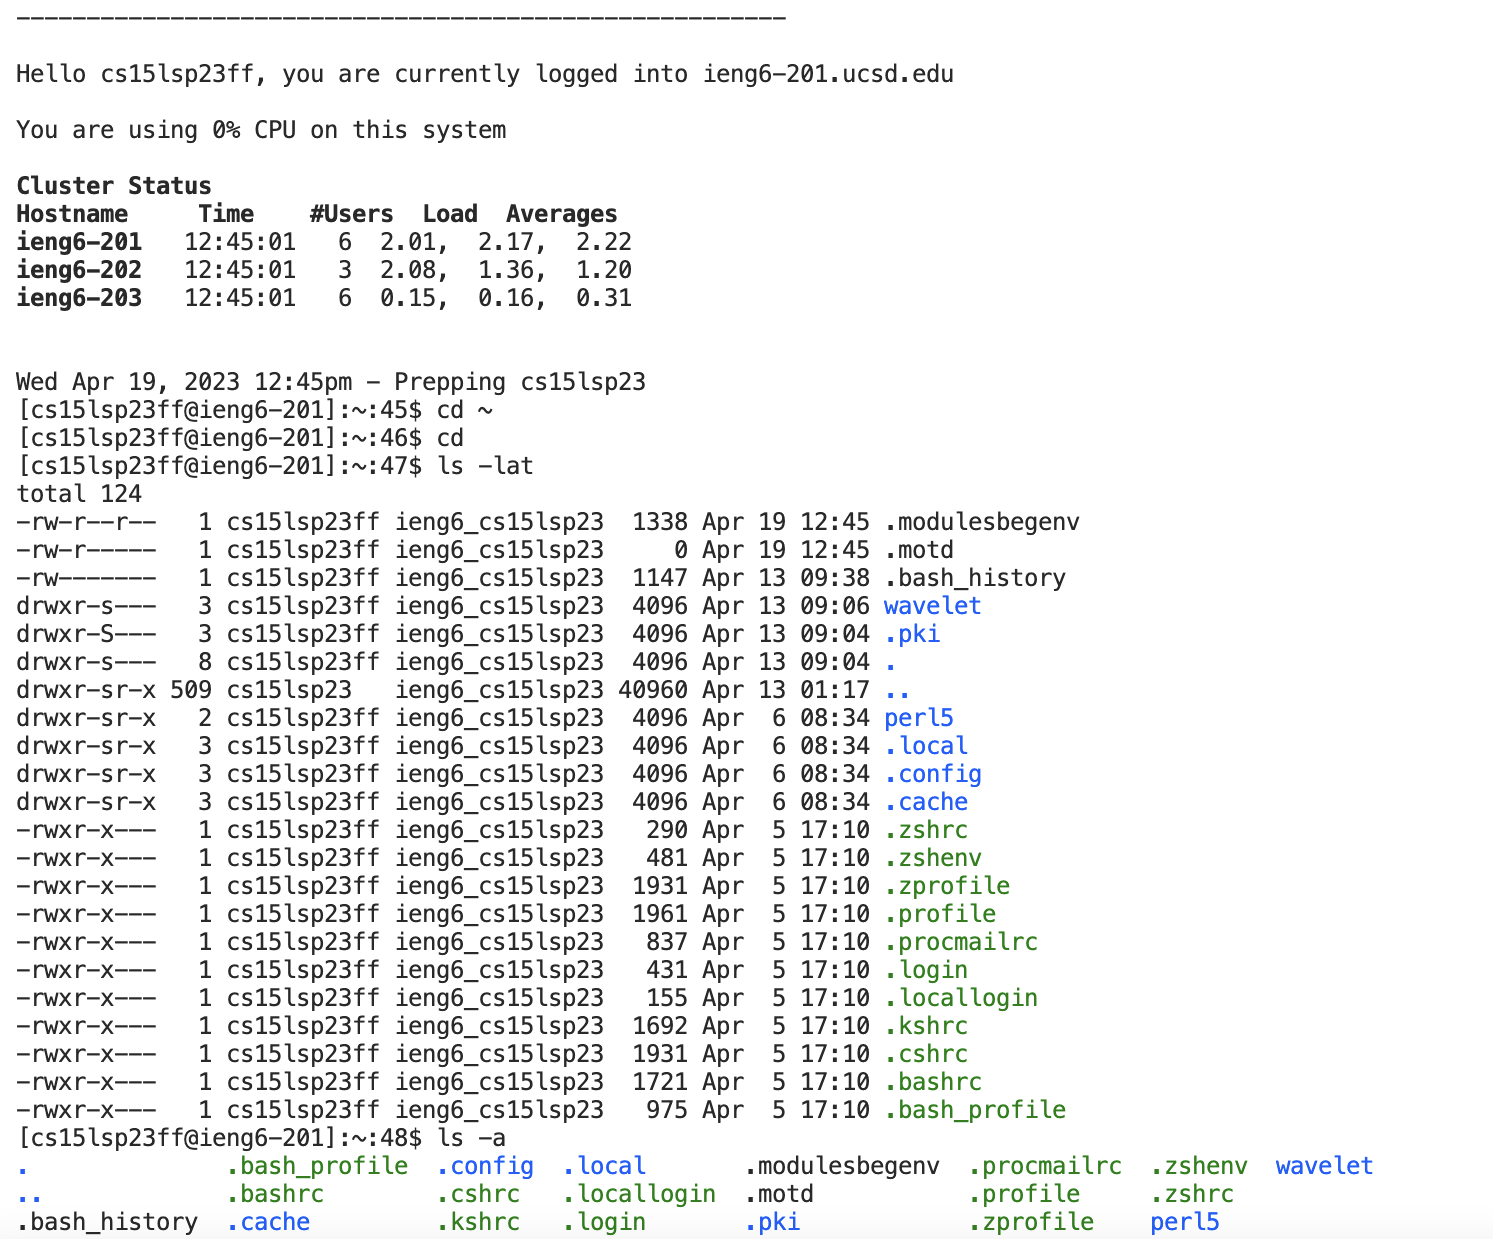 -------------------------------------------------------
Hello cs15lsp23ff, you are currently logged into ieng6-201.ucsd.edu
You are using 0% CPU on this system
Cluster Status
Hostname     Time    #Users  Load  Averages
ieng6-201   12:45:01   6  2.01,  2.17,  2.22
ieng6-202   12:45:01   3  2.08,  1.36,  1.20
ieng6-203   12:45:01   6  0.15,  0.16,  0.31
Wed Apr 19, 2023 12:45pm - Prepping cs15lsp23
[cs15lsp23ff@ieng6-201]:~:45$ cd ~
[cs15lsp23ff@ieng6-201]:~:46$ cd
[cs15lsp23ff@ieng6-201]:~:47$ ls -lat
total 124
-rw-r--r--   1 cs15lsp23ff ieng6_cs15lsp23  1338 Apr 19 12:45 .modulesbegenv
-rw-r-----   1 cs15lsp23ff ieng6_cs15lsp23     0 Apr 19 12:45 .motd
-rw-------   1 cs15lsp23ff ieng6_cs15lsp23  1147 Apr 13 09:38 .bash_history
drwxr-s---   3 cs15lsp23ff ieng6_cs15lsp23  4096 Apr 13 09:06 wavelet
drwxr-S---   3 cs15lsp23ff ieng6_cs15lsp23  4096 Apr 13 09:04 .pki
drwxr-s---   8 cs15lsp23ff ieng6_cs15lsp23  4096 Apr 13 09:04 .
drwxr-sr-x 509 cs15lsp23   ieng6_cs15lsp23 40960 Apr 13 01:17 ..
drwxr-sr-x   2 cs15lsp23ff ieng6_cs15lsp23  4096 Apr  6 08:34 perl5
drwxr-sr-x   3 cs15lsp23ff ieng6_cs15lsp23  4096 Apr  6 08:34 .local
drwxr-sr-x   3 cs15lsp23ff ieng6_cs15lsp23  4096 Apr  6 08:34 .config
drwxr-sr-x   3 cs15lsp23ff ieng6_cs15lsp23  4096 Apr  6 08:34 .cache
-rwxr-x---   1 cs15lsp23ff ieng6_cs15lsp23   290 Apr  5 17:10 .zshrc
-rwxr-x---   1 cs15lsp23ff ieng6_cs15lsp23   481 Apr  5 17:10 .zshenv
-rwxr-x---   1 cs15lsp23ff ieng6_cs15lsp23  1931 Apr  5 17:10 .zprofile
-rwxr-x---   1 cs15lsp23ff ieng6_cs15lsp23  1961 Apr  5 17:10 .profile
-rwxr-x---   1 cs15lsp23ff ieng6_cs15lsp23   837 Apr  5 17:10 .procmailrc
-rwxr-x---   1 cs15lsp23ff ieng6_cs15lsp23   431 Apr  5 17:10 .login
-rwxr-x---   1 cs15lsp23ff ieng6_cs15lsp23   155 Apr  5 17:10 .locallogin
-rwxr-x---   1 cs15lsp23ff ieng6_cs15lsp23  1692 Apr  5 17:10 .kshrc
-rwxr-x---   1 cs15lsp23ff ieng6_cs15lsp23  1931 Apr  5 17:10 .cshrc
-rwxr-x---   1 cs15lsp23ff ieng6_cs15lsp23  1721 Apr  5 17:10 .bashrc
-rwxr-x---   1 cs15lsp23ff ieng6_cs15lsp23   975 Apr  5 17:10 .bash_profile
[cs15lsp23ff@ieng6-201]:~:48$ ls -a
.              .bash_profile  .config  .local       .modulesbegenv  .procmailrc  .zshenv  wavelet
..             .bashrc        .cshrc   .locallogin  .motd           .profile     .zshrc
.bash_history  .cache         .kshrc   .login       .pki            .zprofile    perl5